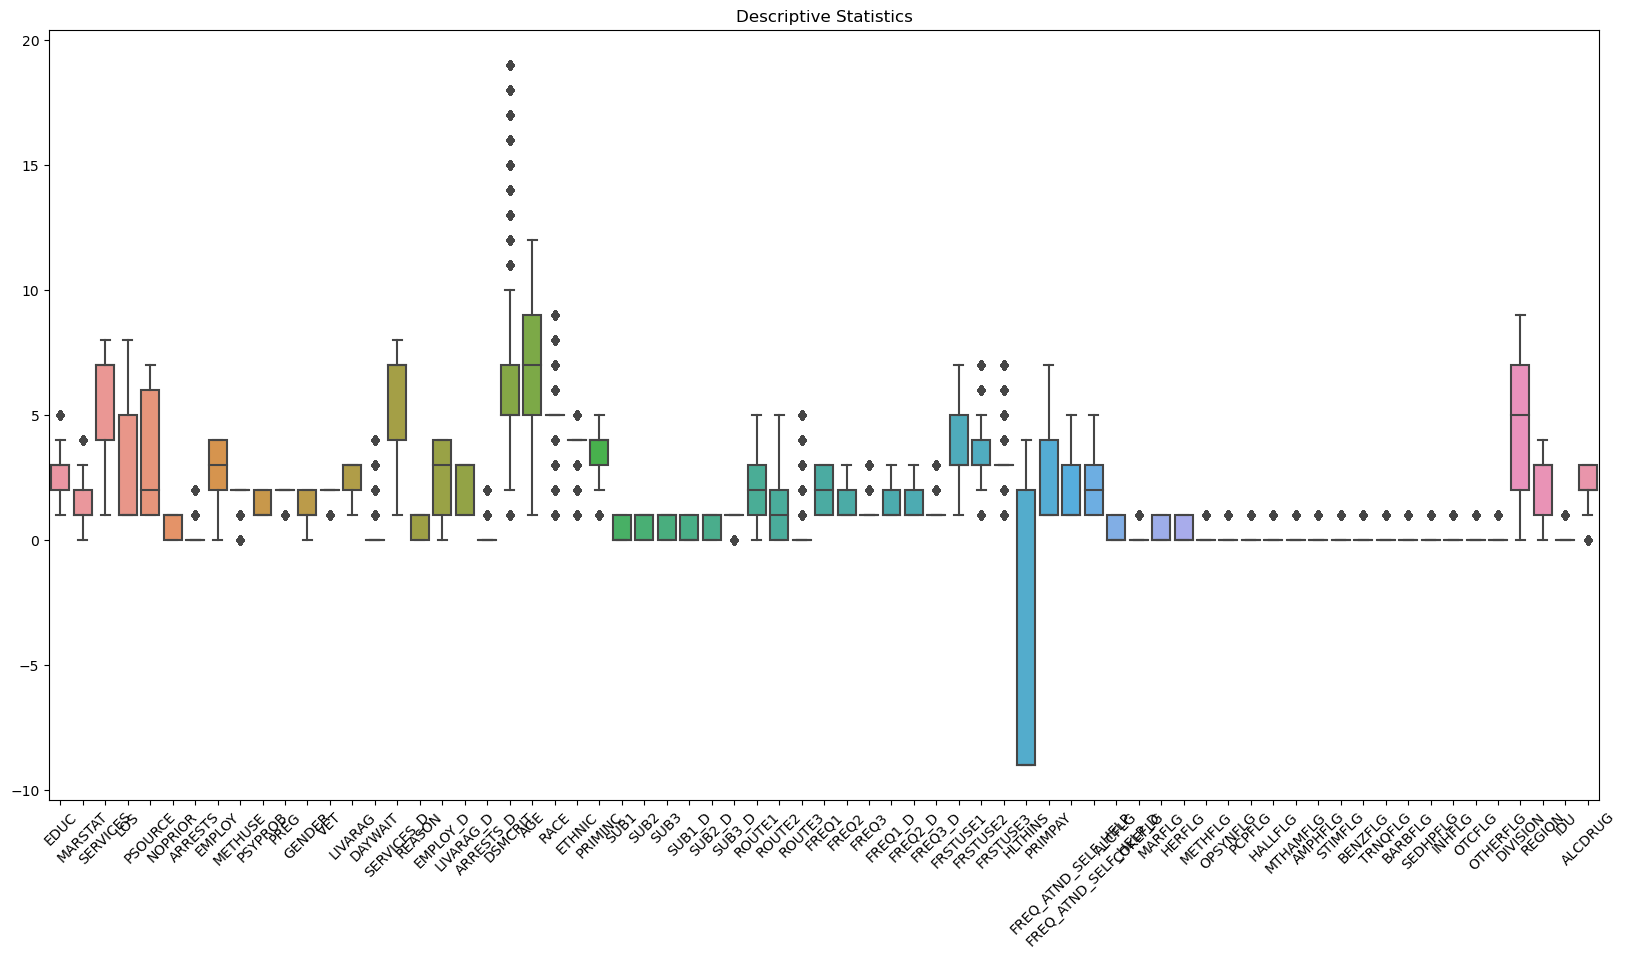 Descriptive Statistics
20
15
10
5
0
−5
−10
EDUC
MARSTAT
SERVICES
LOS
PSOURCE
NOPRIOR
ARRESTS
EMPLOY
METHUSE
PSYPROB
PREG
GENDER
VET
LIVARAG
DAYWAIT
SERVICES_D
REASON
EMPLOY_D
LIVARAG_D
ARRESTS_D
DSMCRIT
AGE
RACE
ETHNIC
PRIMINC
SUB1
SUB2
SUB3
SUB1_D
SUB2_D
SUB3_D
ROUTE1
ROUTE2
ROUTE3
FREQ1
FREQ2
FREQ3
FREQ1_D
FREQ2_D
FREQ3_D
FRSTUSE1
FRSTUSE2
FRSTUSE3
HLTHINS
PRIMPAY
FREQ_ATND_SELF_HELP
FREQ_ATND_SELF_HELP_D
ALCFLG
COKEFLG
MARFLG
HERFLG
METHFLG
OPSYNFLG
PCPFLG
HALLFLG
MTHAMFLG
AMPHFLG
STIMFLG
BENZFLG
TRNQFLG
BARBFLG
SEDHPFLG
INHFLG
OTCFLG
OTHERFLG
DIVISION
REGION
IDU
ALCDRUG